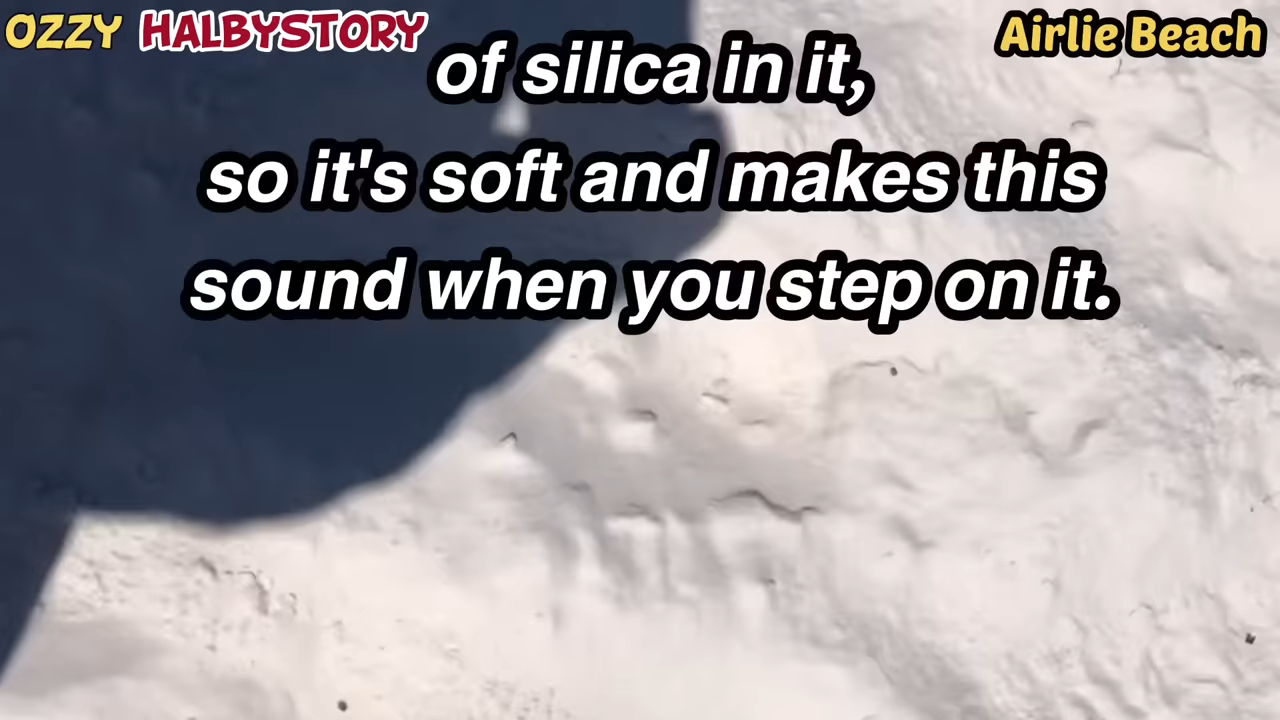 OZZY HALBYSTORY
Airlie Beach
of silica in it,
so it's soft and makes this
sound when you step on it.